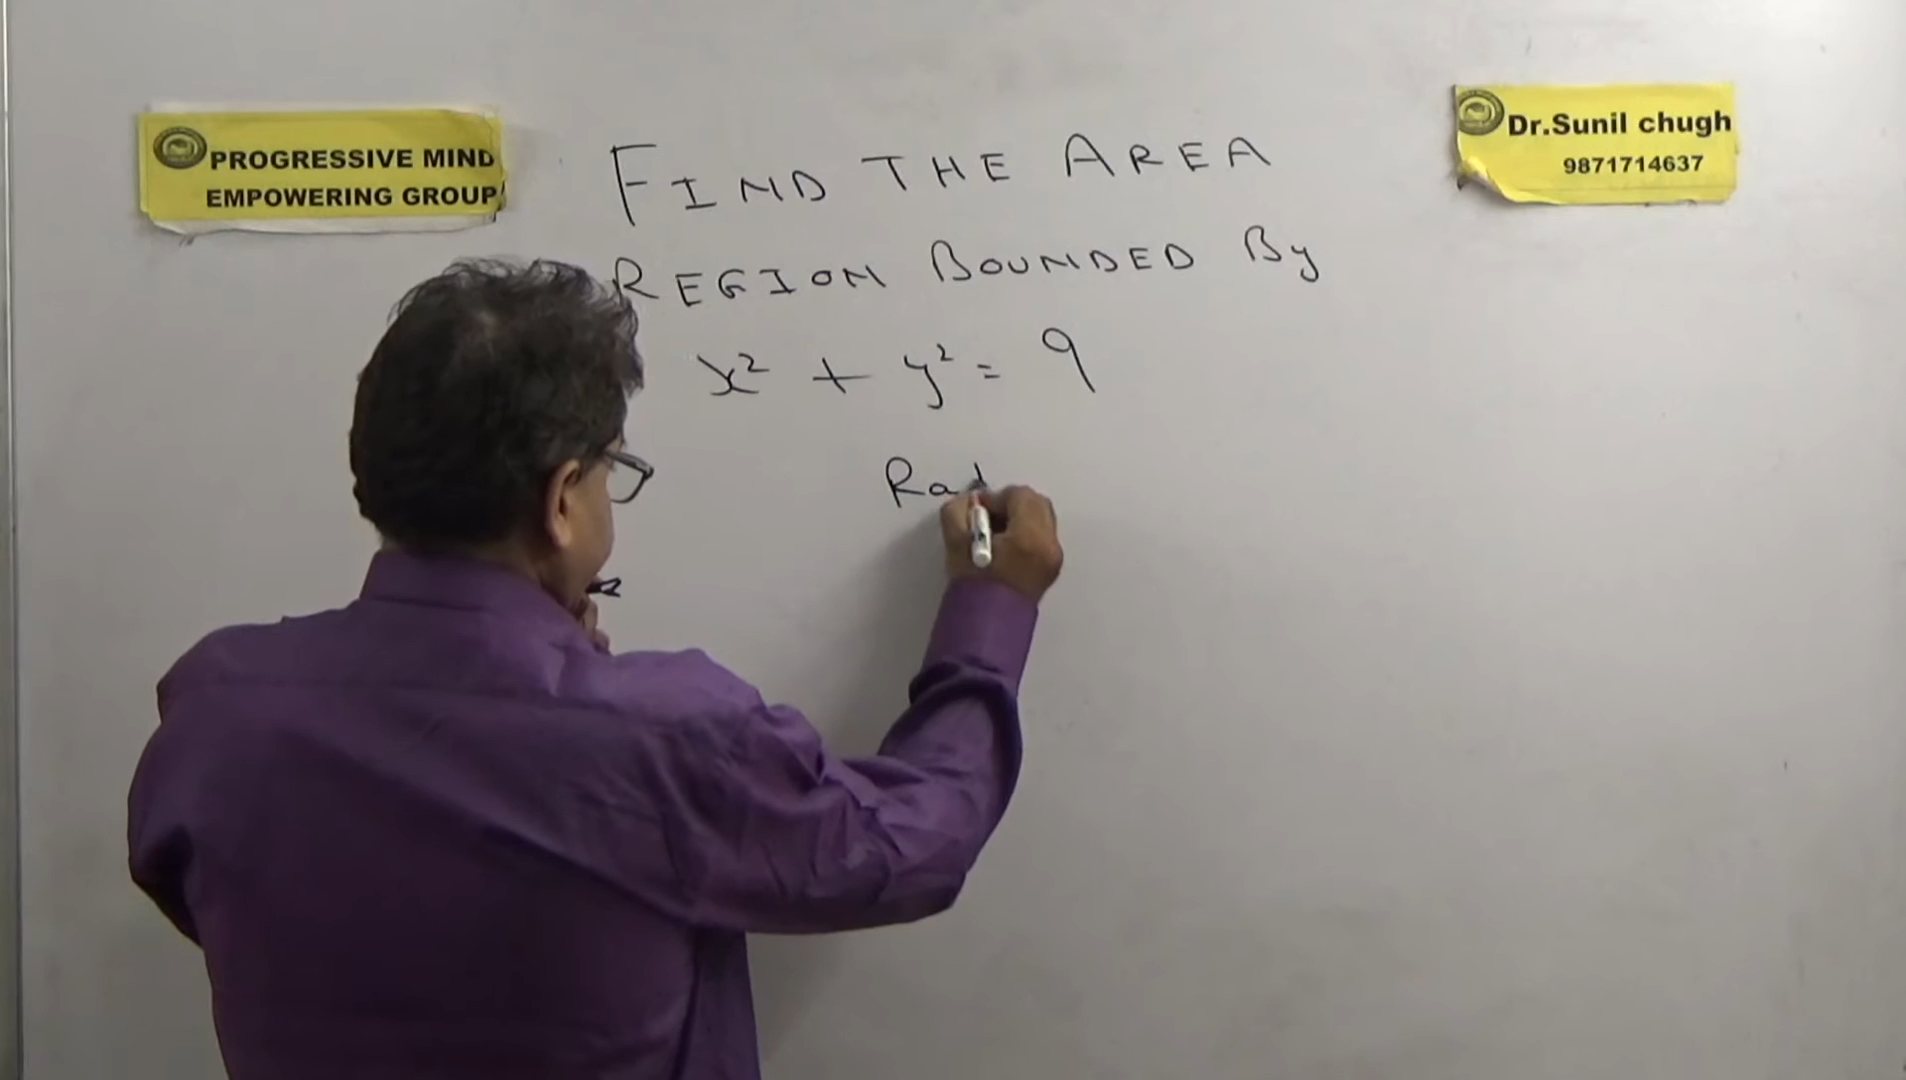 PROGRESSIVE MIND
EMPOWERING GROUP
Dr.Sunil chugh
9871714637
FIND THE AREA
REGION BOUNDED By
x² + y² = 9
Rad